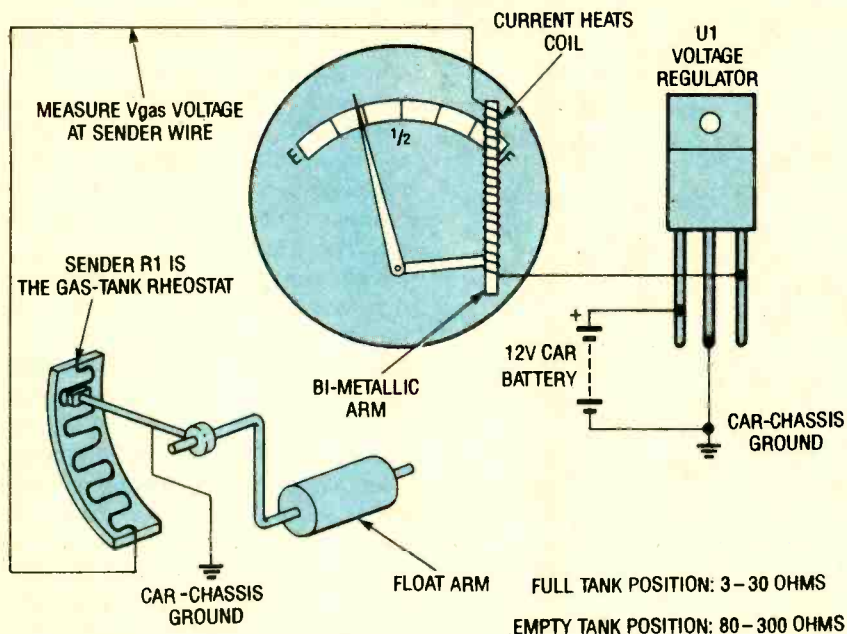 CURRENT HEATS
COIL
U1
VOLTAGE
REGULATOR
MEASURE Vgas VOLTAGE
AT SENDER WIRE
E
1/2
F
SENDER R1 IS
THE GAS-TANK RHEOSTAT
+
12V CAR
BATTERY
BI-METALLIC
ARM
CAR-CHASSIS
GROUND
FLOAT ARM
CAR-CHASSIS
GROUND
FULL TANK POSITION: 3–30 OHMS
EMPTY TANK POSITION: 80–300 OHMS